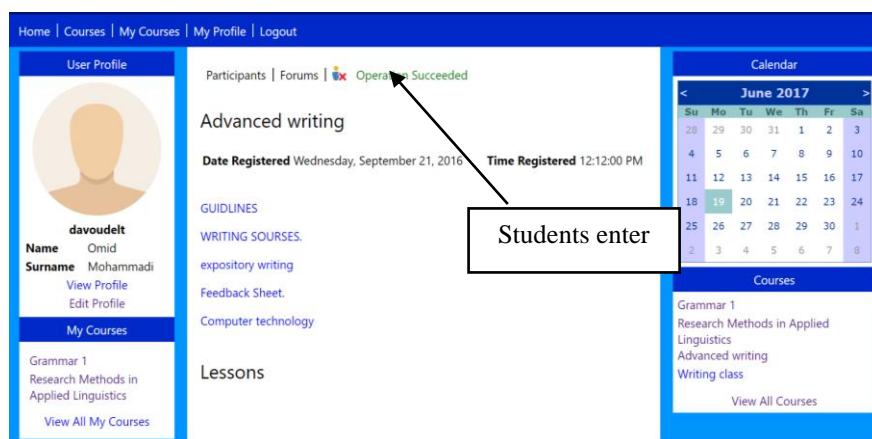 Home | Courses | My Courses | My Profile | Logout
User Profile
davoudelt
Name Omid
Surname Mohammadi
View Profile
Edit Profile
My Courses
Grammar 1
Research Methods in
Applied Linguistics
View All My Courses
Participants | Forums | Operation Succeeded
Advanced writing
Date Registered Wednesday, September 21, 2016 Time Registered 12:12:00 PM
GUIDLINES
WRITING SOURSES.
expository writing
Feedback Sheet.
Computer technology
Lessons
Students enter
Calendar
< June 2017 >
Su Mo Tu We Th Fr Sa
28 29 30 31 1 2 3
4 5 6 7 8 9 10
11 12 13 14 15 16 17
18 19 20 21 22 23 24
25 26 27 28 29 30 1
2 3 4 5 6 7 8
Courses
Grammar 1
Research Methods in Applied
Linguistics
Advanced writing
Writing class
View All Courses